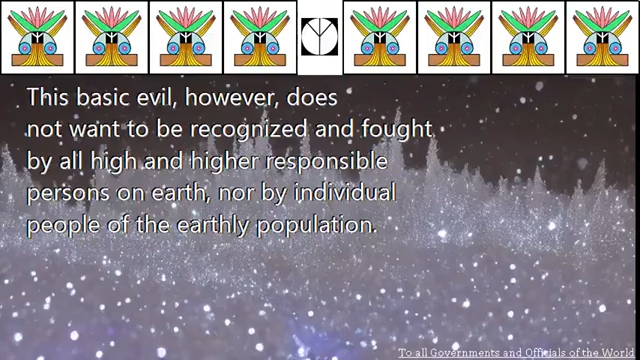 This basic evil, however, does
not want to be recognized and fought
by all high and higher responsible
persons on earth, nor by individual
people of the earthly population.
To all Governments and Officials of the World